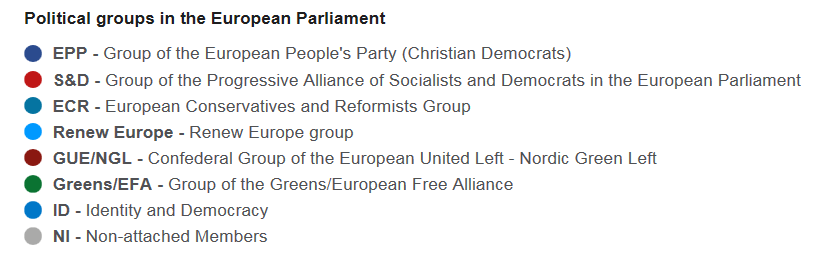 Political groups in the European Parliament
EPP - Group of the European People's Party (Christian Democrats)
S&D - Group of the Progressive Alliance of Socialists and Democrats in the European Parliament
ECR - European Conservatives and Reformists Group
Renew Europe - Renew Europe group
GUE/NGL - Confederal Group of the European United Left - Nordic Green Left
Greens/EFA - Group of the Greens/European Free Alliance
ID - Identity and Democracy
NI - Non-attached Members